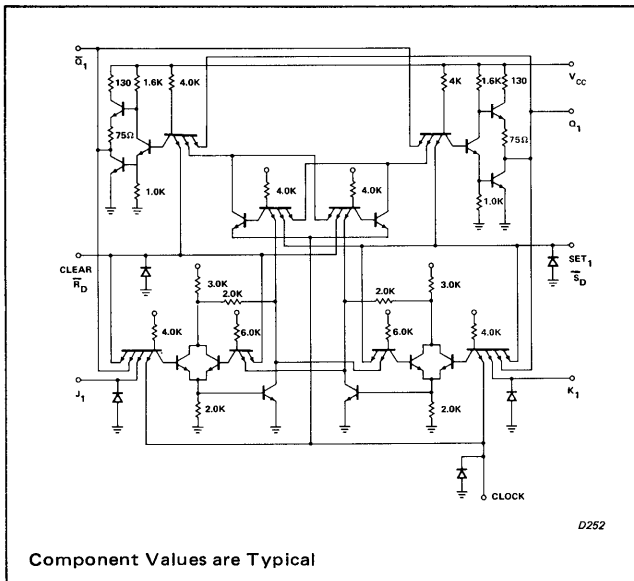 Q̅1
130
1.6K
4.0K
4K
1.6K
130
VCC
Q1
75Ω
75Ω
1.0K
4.0K
4.0K
1.0K
CLEAR
R̅D
SET1
S̅D
3.0K
2.0K
2.0K
3.0K
4.0K
6.0K
6.0K
4.0K
J1
K1
2.0K
2.0K
CLOCK
D252
Component Values are Typical